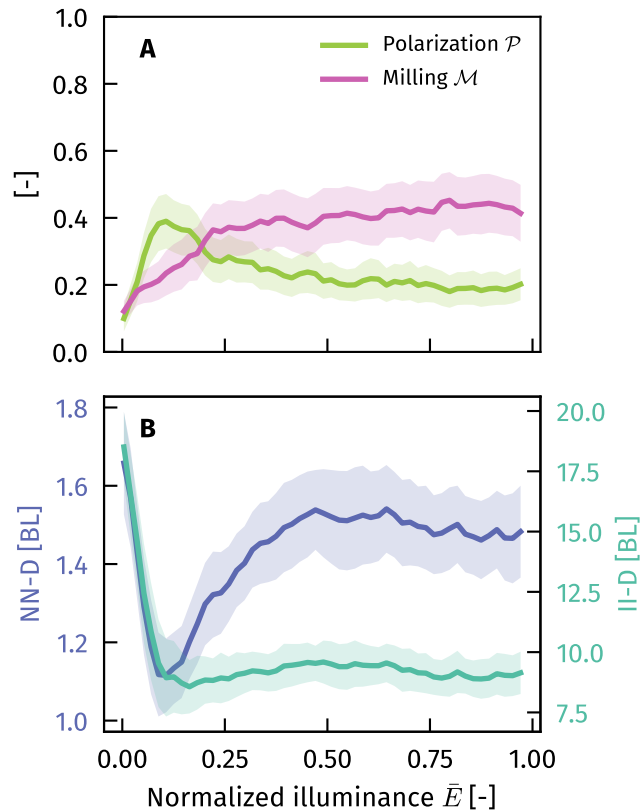 A
Polarization 𝒫
Milling ℳ
[-]
1.0
0.8
0.6
0.4
0.2
0.0
B
NN-D [BL]
1.8
1.6
1.4
1.2
1.0
II-D [BL]
20.0
17.5
15.0
12.5
10.0
7.5
0.00 0.25 0.50 0.75 1.00
Normalized illuminance Ē [-]